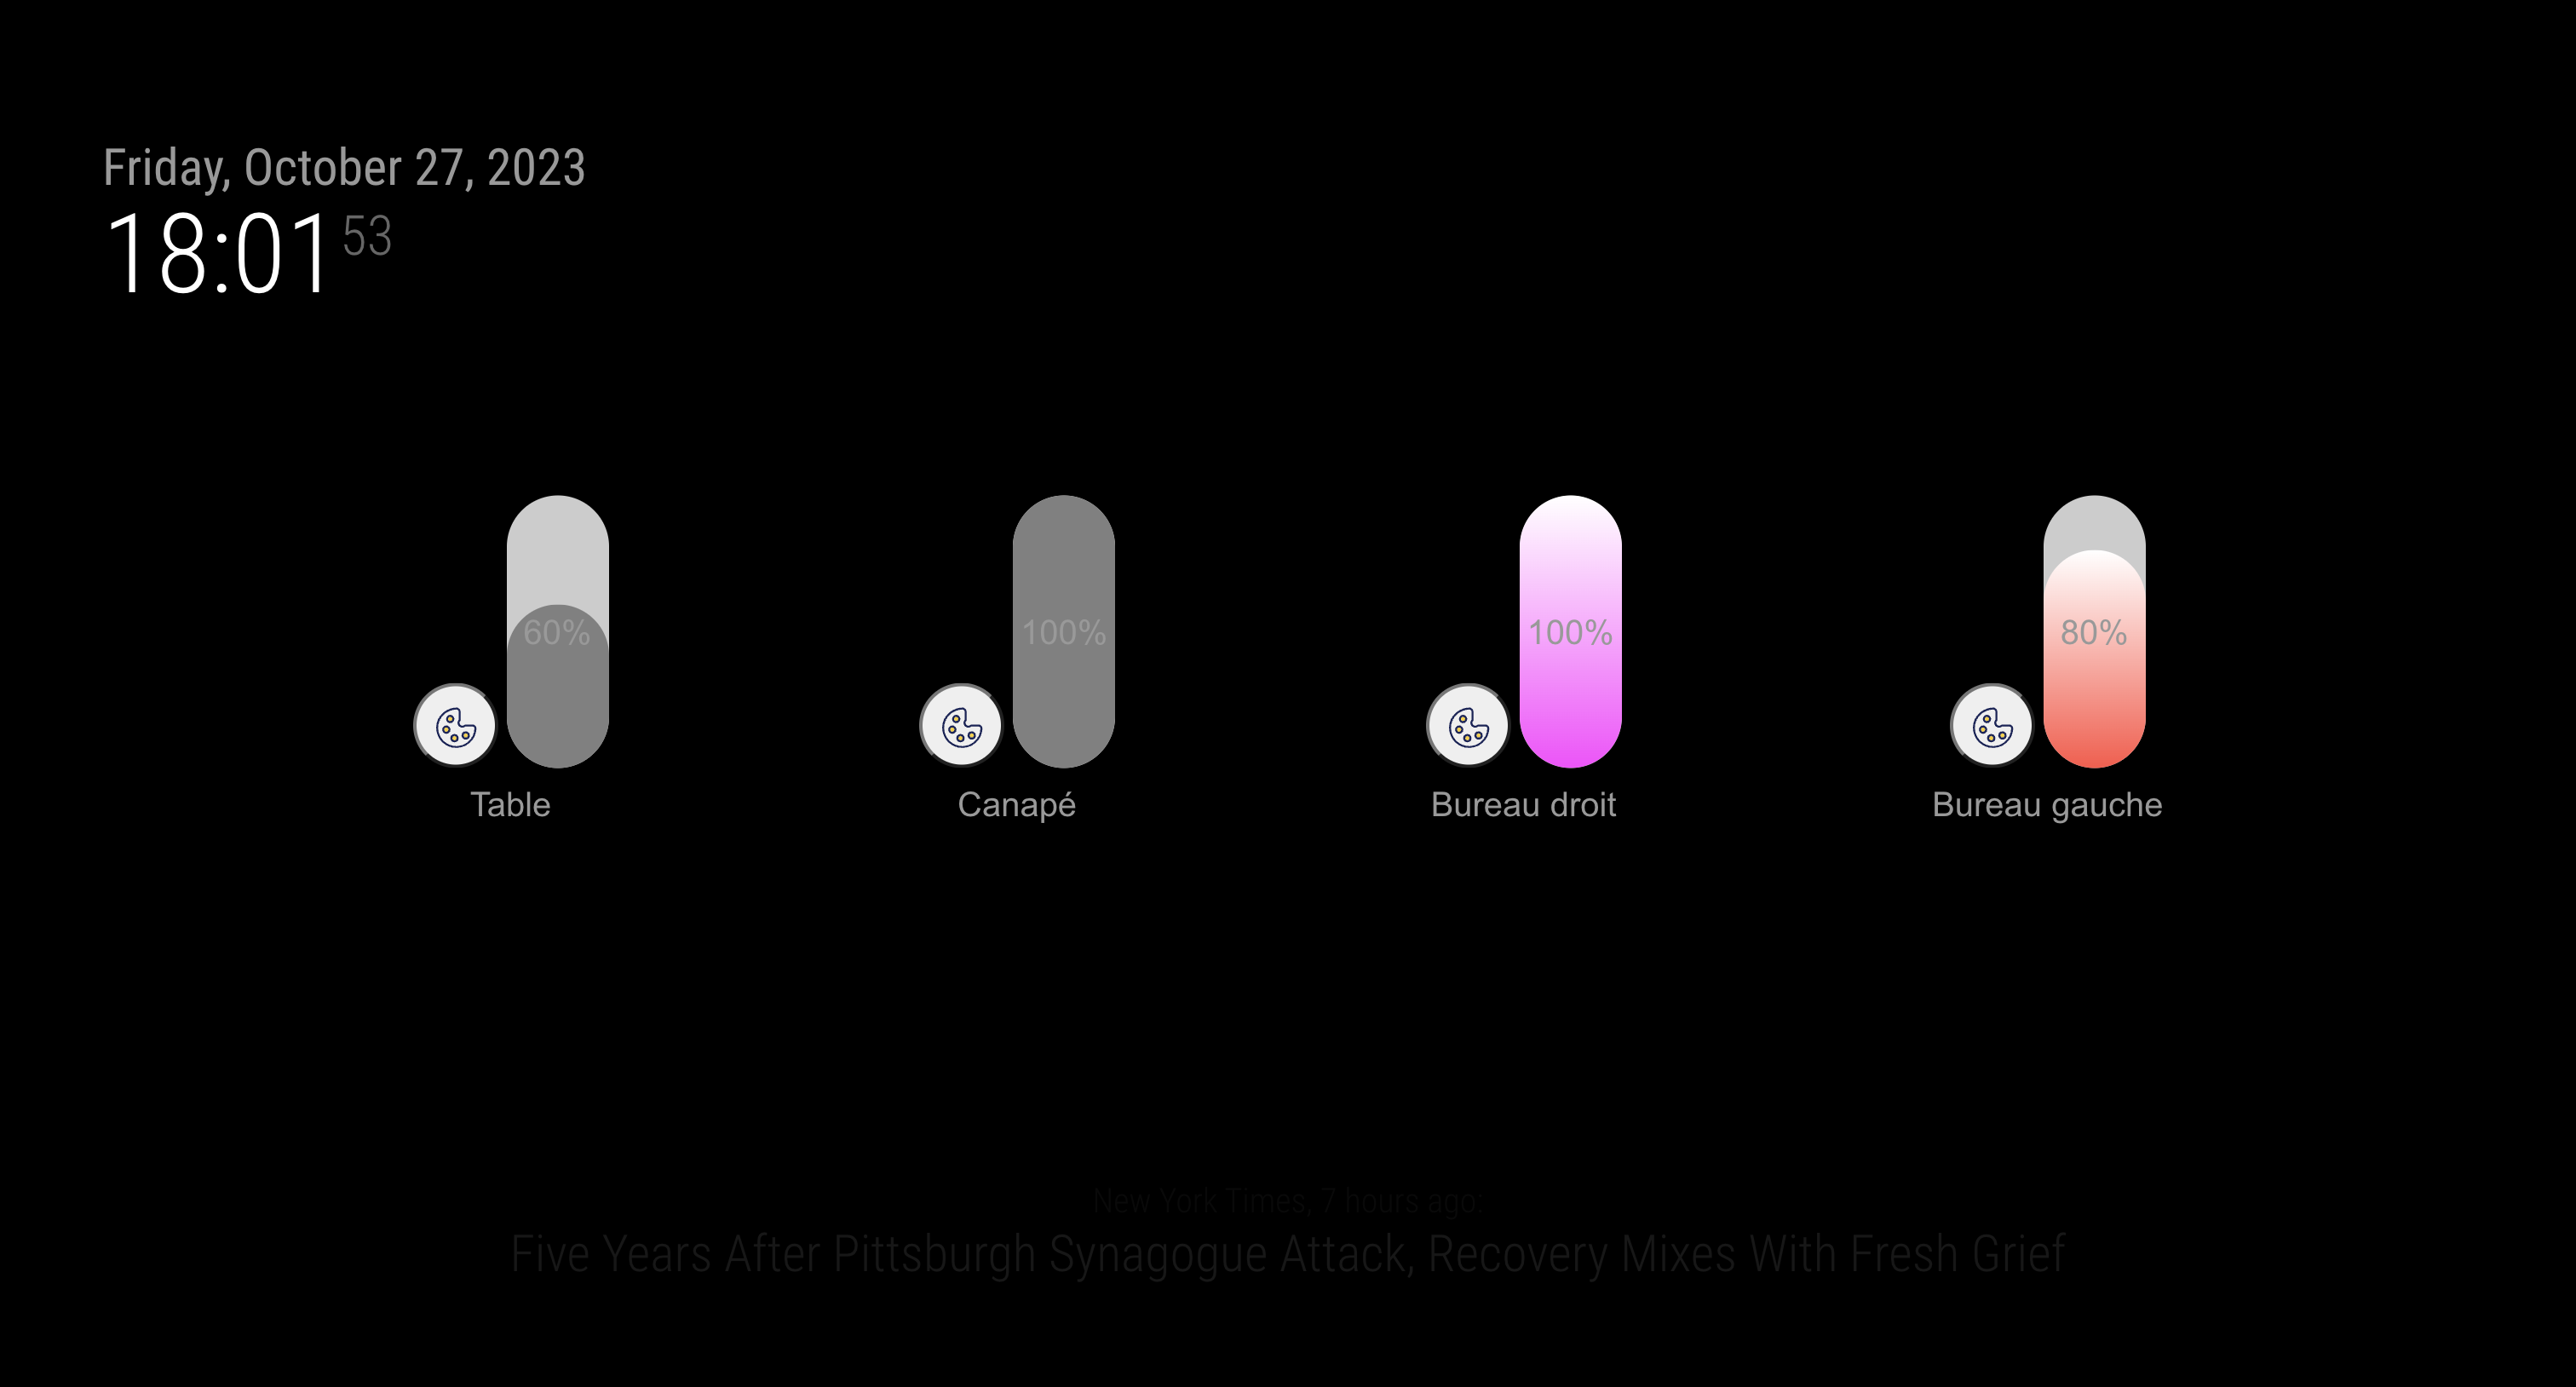 Friday, October 27, 2023
18:01 53
60%
100%
100%
80%
Table
Canapé
Bureau droit
Bureau gauche
New York Times, 7 hours ago:
Five Years After Pittsburgh Synagogue Attack, Recovery Mixes With Fresh Grief